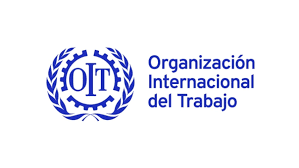 OIT
Organización
Internacional
del Trabajo